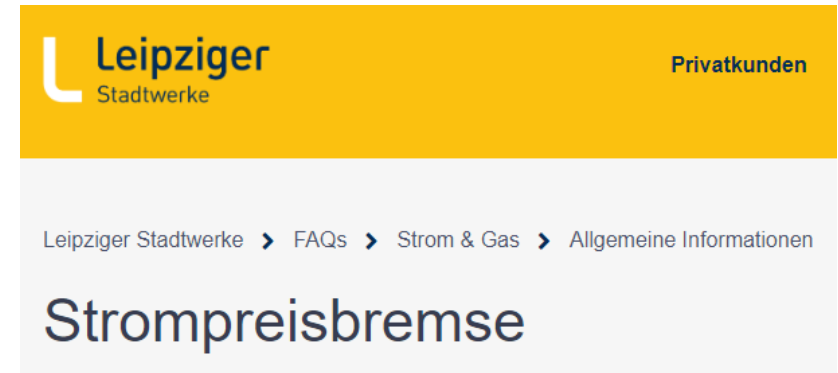 Leipziger
Stadtwerke
Privatkunden
Leipziger Stadtwerke > FAQs > Strom & Gas > Allgemeine Informationen
Strompreisbremse